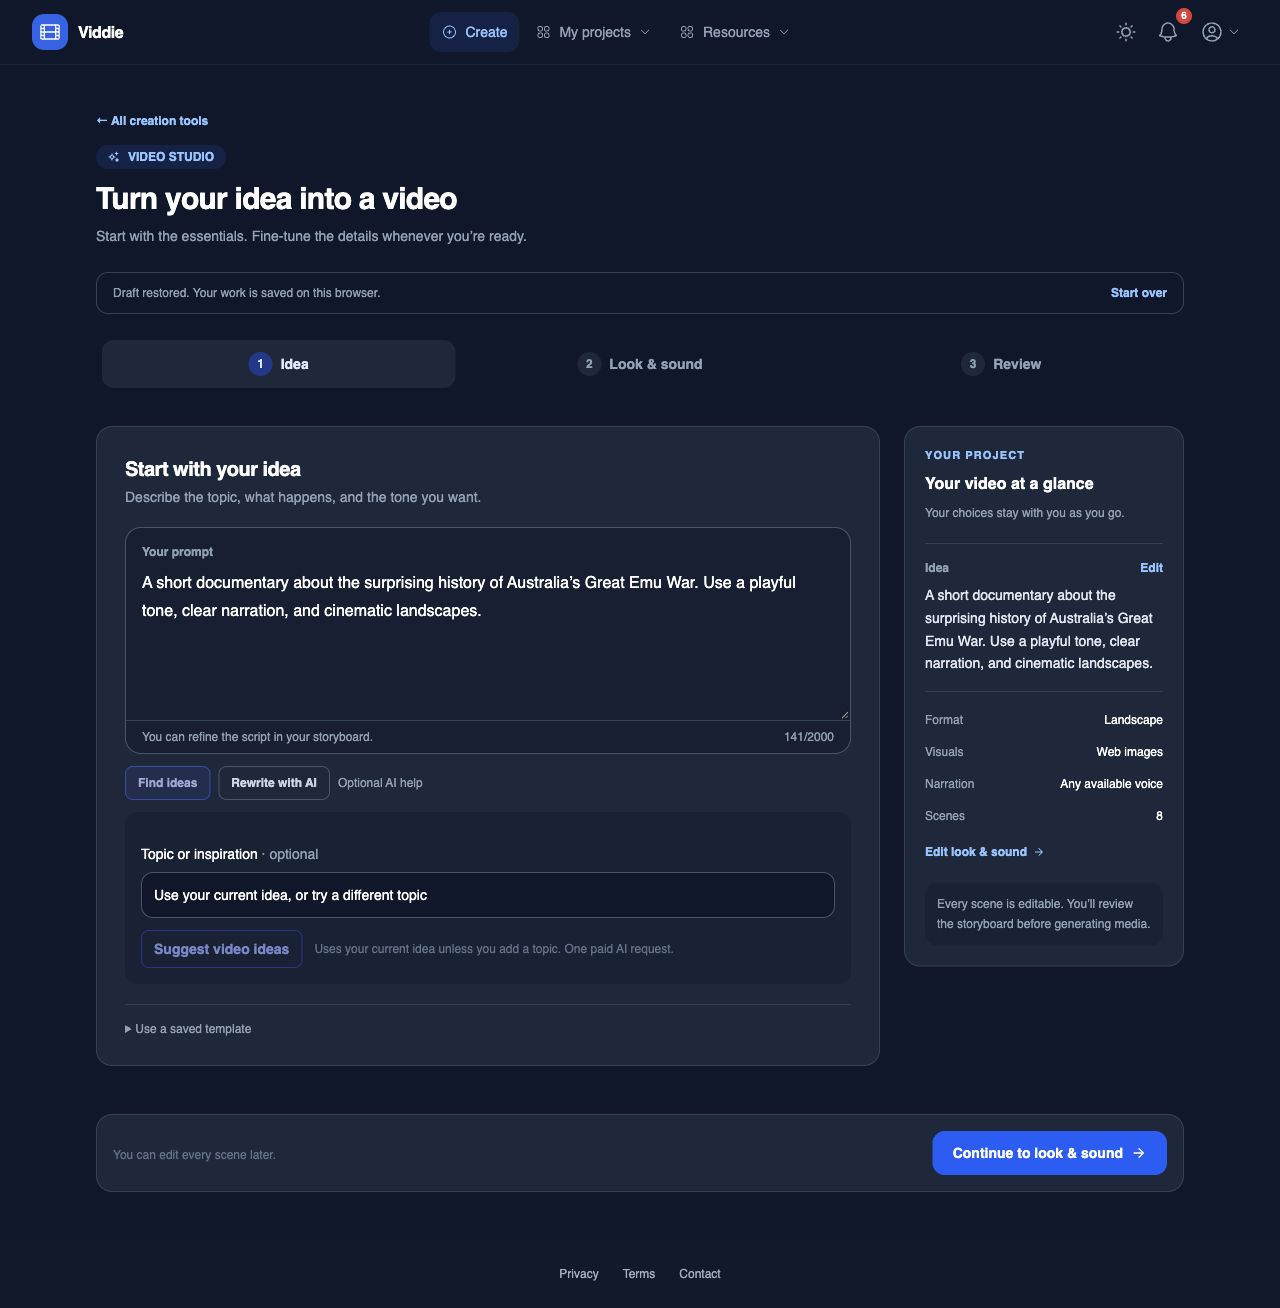 Viddie
Create
My projects
Resources
6
← All creation tools
VIDEO STUDIO
Turn your idea into a video
Start with the essentials. Fine-tune the details whenever you’re ready.
Draft restored. Your work is saved on this browser.
Start over
1 Idea
2 Look & sound
3 Review
Start with your idea
Describe the topic, what happens, and the tone you want.
Your prompt
A short documentary about the surprising history of Australia’s Great Emu War. Use a playful
tone, clear narration, and cinematic landscapes.
You can refine the script in your storyboard.
141/2000
Find ideas
Rewrite with AI
Optional AI help
Topic or inspiration · optional
Use your current idea, or try a different topic
Suggest video ideas
Uses your current idea unless you add a topic. One paid AI request.
Use a saved template
YOUR PROJECT
Your video at a glance
Your choices stay with you as you go.
Idea
Edit
A short documentary about the
surprising history of Australia’s Great
Emu War. Use a playful tone, clear
narration, and cinematic landscapes.
Format Landscape
Visuals Web images
Narration Any available voice
Scenes 8
Edit look & sound →
Every scene is editable. You’ll review
the storyboard before generating media.
You can edit every scene later.
Continue to look & sound →
Privacy
Terms
Contact